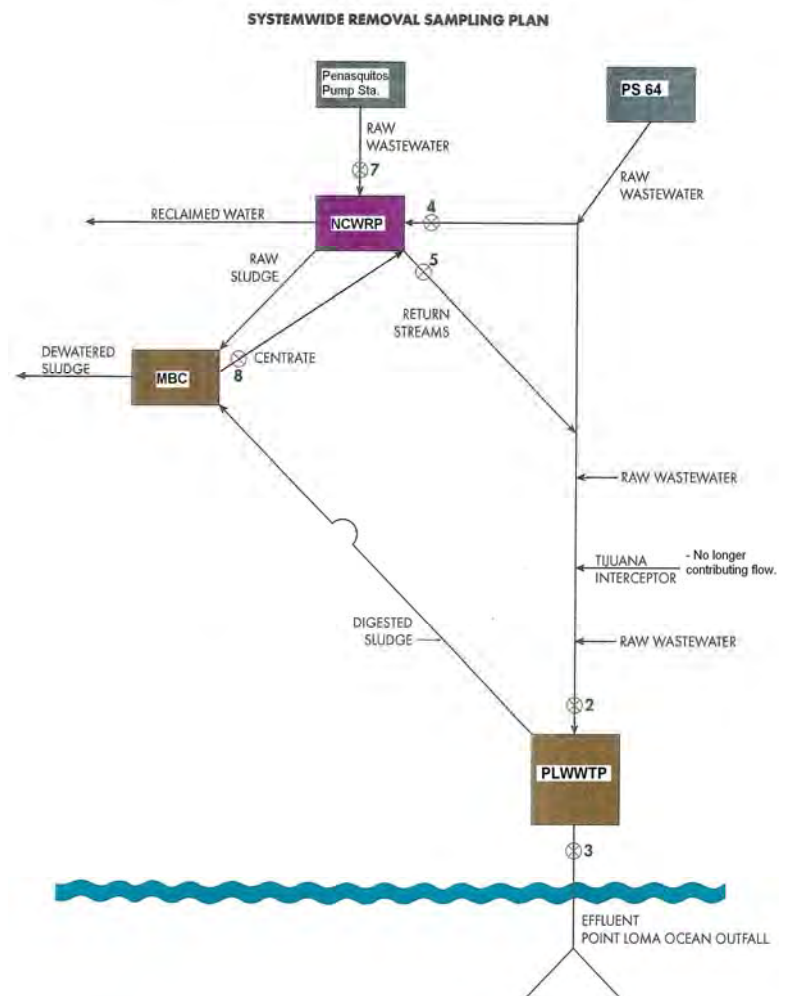 SYSTEMWIDE REMOVAL SAMPLING PLAN
Penasquitos
Pump Sta.
PS 64
RAW
WASTEWATER
7
RAW
WASTEWATER
4
RECLAIMED WATER
NCWRP
5
RAW
SLUDGE
RETURN
STREAMS
DEWATERED
SLUDGE
MBC
CENTRATE
8
RAW WASTEWATER
TIJUANA
INTERCEPTOR
- No longer
contributing flow.
DIGESTED
SLUDGE
RAW WASTEWATER
2
PLWWTP
3
EFFLUENT
POINT LOMA OCEAN OUTFALL